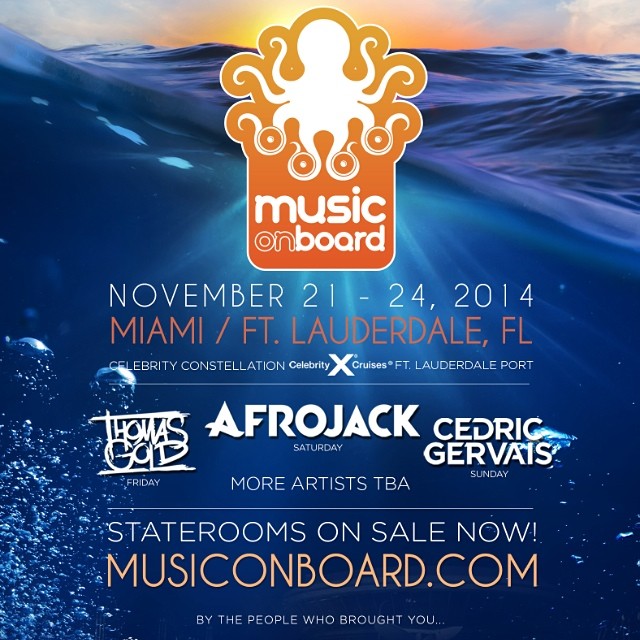 music
onboard
NOVEMBER 21 - 24, 2014
MIAMI / FT. LAUDERDALE, FL
CELEBRITY CONSTELLATION Celebrity X Cruises® FT. LAUDERDALE PORT
THOMAS GOLD
FRIDAY
AFROJACK
SATURDAY
CEDRIC
GERVAIS
SUNDAY
MORE ARTISTS TBA
STATEROOMS ON SALE NOW!
MUSICONBOARD.COM
BY THE PEOPLE WHO BROUGHT YOU...